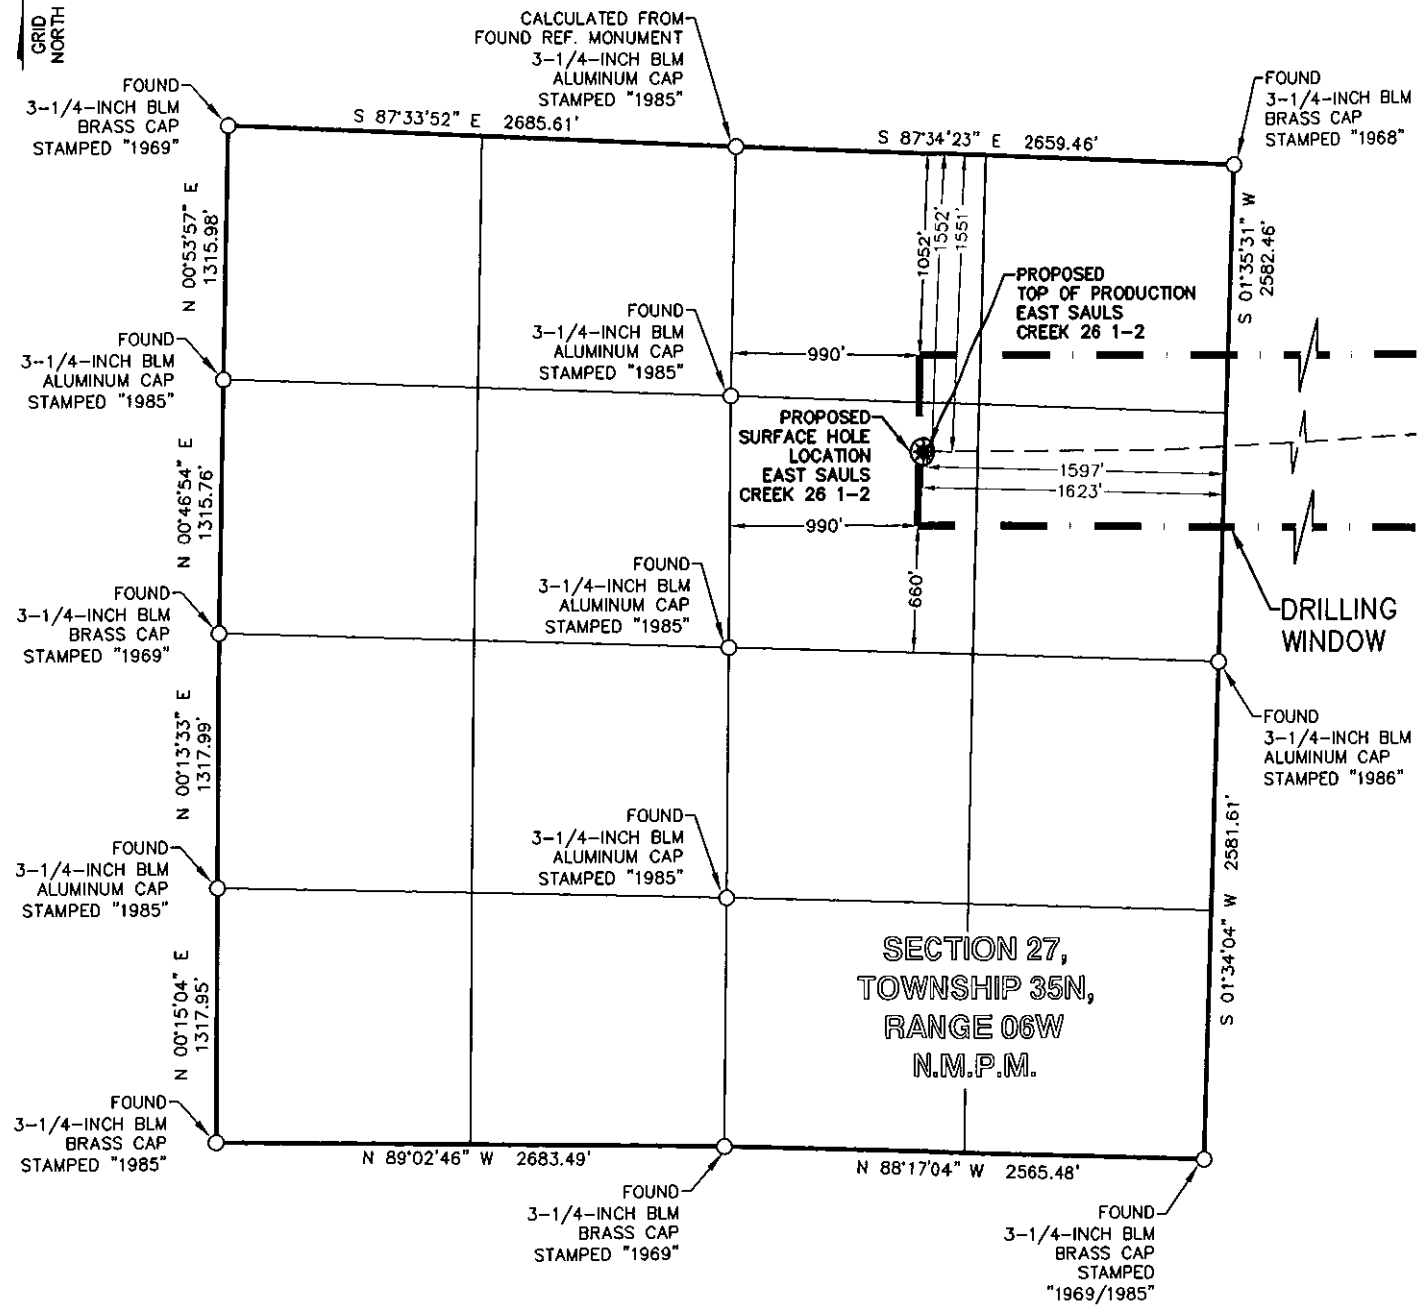 GRID
NORTH
CALCULATED FROM
FOUND REF. MONUMENT
3-1/4-INCH BLM
ALUMINUM CAP
STAMPED "1985"
FOUND
3-1/4-INCH BLM
BRASS CAP
STAMPED "1969"
S 87°33'52" E 2685.61'
S 87°34'23" E 2659.46'
FOUND
3-1/4-INCH BLM
BRASS CAP
STAMPED "1968"
N 00°53'57" E
1315.98'
1052'
1552'
1551'
S 01°35'31" W
2582.46'
PROPOSED
TOP OF PRODUCTION
EAST SAULS
CREEK 26 1-2
FOUND
3-1/4-INCH BLM
ALUMINUM CAP
STAMPED "1985"
FOUND
3-1/4-INCH BLM
ALUMINUM CAP
STAMPED "1985"
990'
PROPOSED
SURFACE HOLE
LOCATION
EAST SAULS
CREEK 26 1-2
1597'
1623'
990'
N 00°46'54" E
1315.76'
FOUND
3-1/4-INCH BLM
BRASS CAP
STAMPED "1969"
FOUND
3-1/4-INCH BLM
ALUMINUM CAP
STAMPED "1985"
660'
DRILLING
WINDOW
N 00°13'33" E
1317.99'
FOUND
3-1/4-INCH BLM
ALUMINUM CAP
STAMPED "1986"
FOUND
3-1/4-INCH BLM
ALUMINUM CAP
STAMPED "1985"
FOUND
3-1/4-INCH BLM
ALUMINUM CAP
STAMPED "1985"
S 01°34'04" W 2581.61'
SECTION 27,
TOWNSHIP 35N,
RANGE 06W
N.M.P.M.
N 00°15'04" E
1317.95'
FOUND
3-1/4-INCH BLM
BRASS CAP
STAMPED "1985"
N 89°02'46" W 2683.49'
N 88°17'04" W 2565.48'
FOUND
3-1/4-INCH BLM
BRASS CAP
STAMPED "1969"
FOUND
3-1/4-INCH BLM
BRASS CAP
STAMPED
"1969/1985"